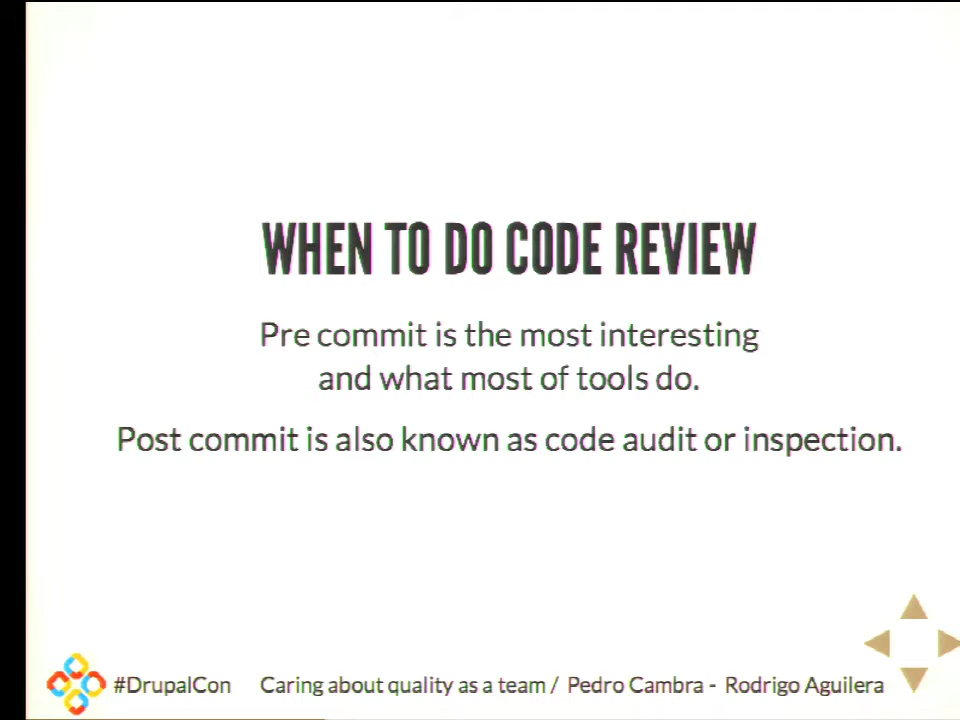 WHEN TO DO CODE REVIEW
Pre commit is the most interesting
and what most of tools do.
Post commit is also known as code audit or inspection.
#DrupalCon Caring about quality as a team / Pedro Cambra - Rodrigo Aguilera